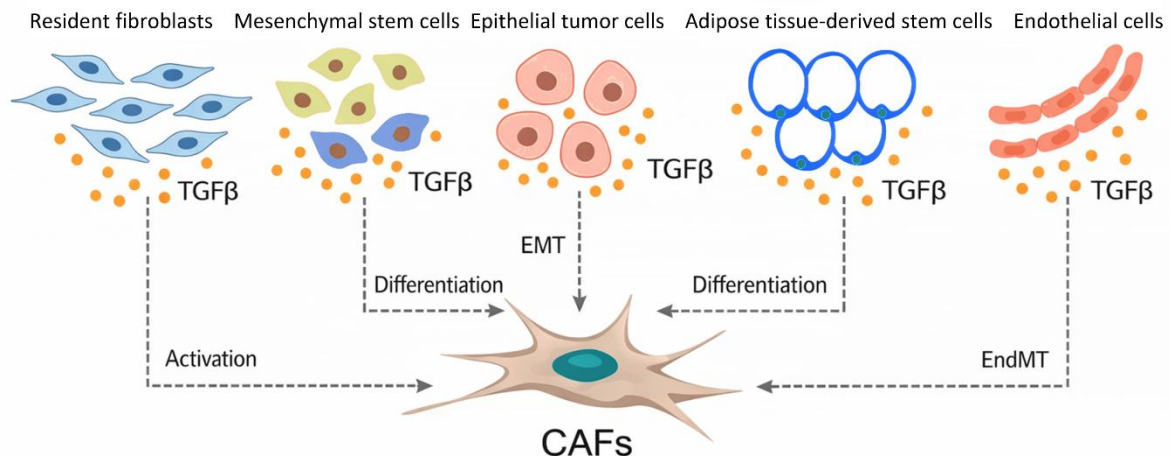 Resident fibroblasts
Mesenchymal stem cells
Epithelial tumor cells
Adipose tissue-derived stem cells
Endothelial cells
TGFβ
TGFβ
TGFβ
TGFβ
TGFβ
EMT
Differentiation
Differentiation
Activation
EndMT
CAFs